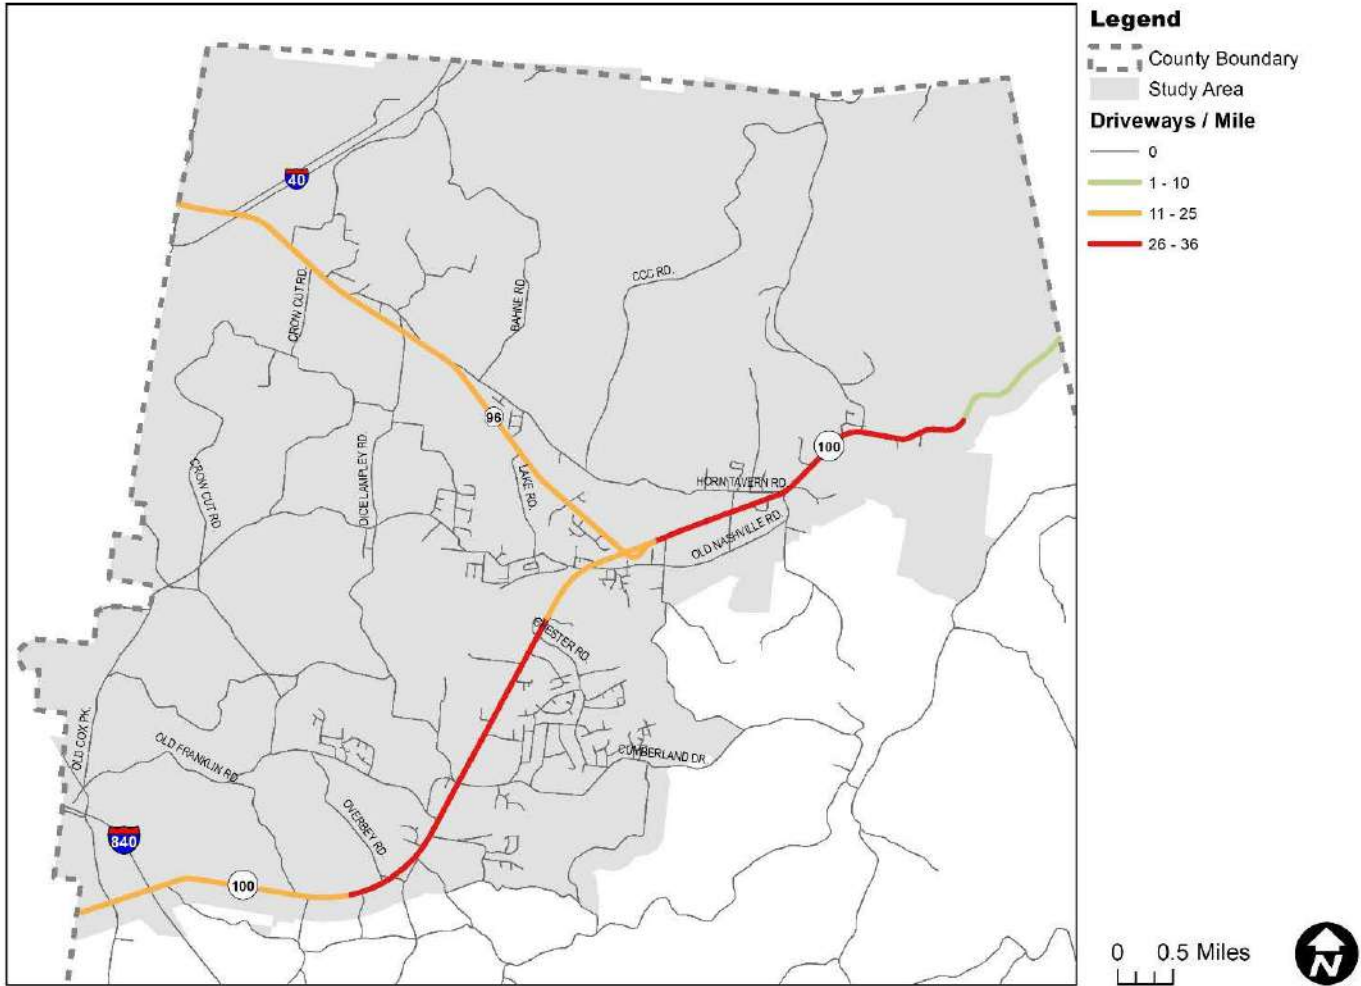 Legend
County Boundary
Study Area
Driveways / Mile
0
1 - 10
11 - 25
26 - 36
40
CROW CUT RD.
BAHNE RD.
CCC RD.
96
100
CROW CUT RD.
DICE LAMPLEY RD.
LAKE RD.
HORN TAVERN RD.
OLD NASHVILLE RD.
CHESTER RD.
OLD COX PK.
OLD FRANKLIN RD.
CUMBERLAND DR.
OVERBEY RD.
840
100
0 0.5 Miles
N